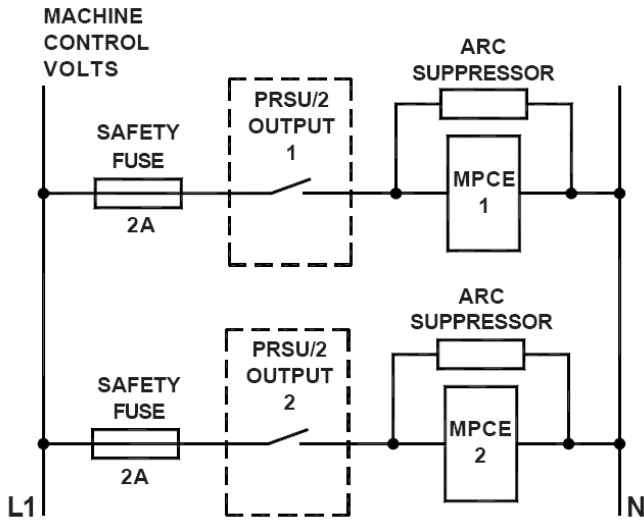 MACHINE
CONTROL
VOLTS
ARC
SUPPRESSOR
PRSU/2
OUTPUT
1
SAFETY
FUSE
2A
MPCE
1
ARC
SUPPRESSOR
PRSU/2
OUTPUT
2
SAFETY
FUSE
2A
MPCE
2
L1
N